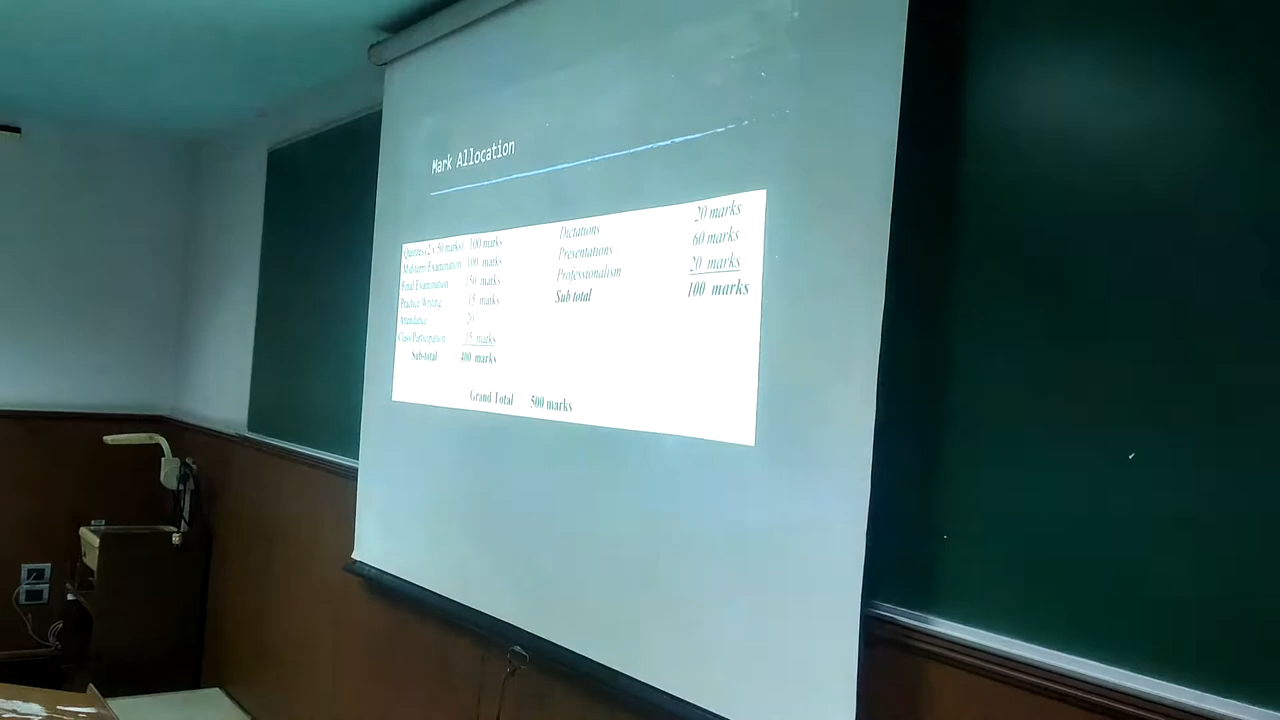 Mark Allocation
Quizzes (2 x 50 marks) 100 marks
Mid-term Examination 100 marks
Final Examination 150 marks
Practice Writing 15 marks
Attendance 20
Class Participation 15 marks
Sub-total 400 marks
Dictations 20 marks
Presentations 60 marks
Professionalism 20 marks
Sub total 100 marks
Grand Total 500 marks